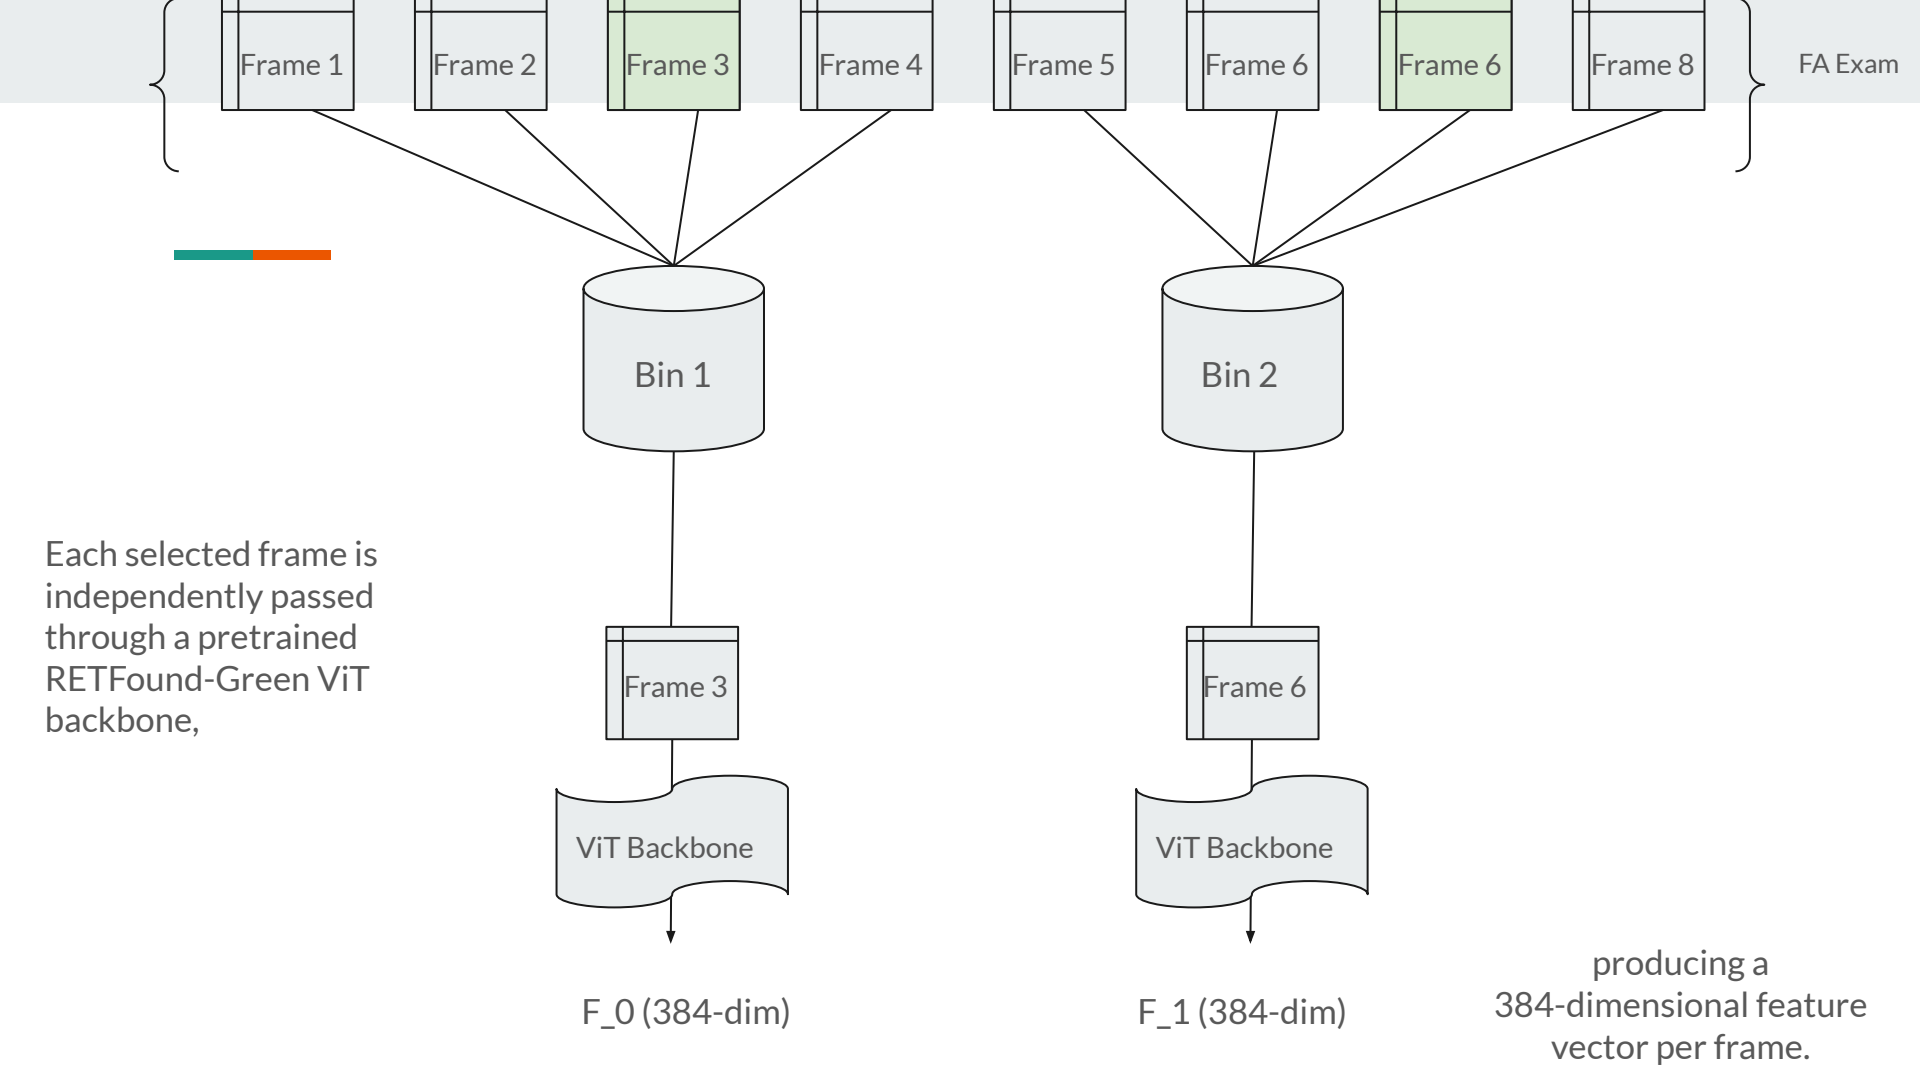 Frame 1
Frame 2
Frame 3
Frame 4
Frame 5
Frame 6
Frame 6
Frame 8
FA Exam
Bin 1
Bin 2
Each selected frame is
independently passed
through a pretrained
RETFound-Green ViT
backbone,
Frame 3
Frame 6
ViT Backbone
ViT Backbone
F_0 (384-dim)
F_1 (384-dim)
producing a
384-dimensional feature
vector per frame.